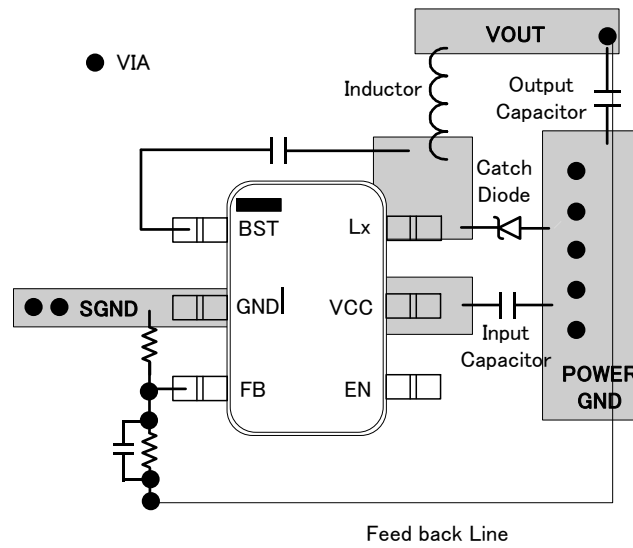 VOUT
VIA
Inductor
Output
Capacitor
Catch
Diode
BST
Lx
SGND
GND
VCC
Input
Capacitor
FB
EN
POWER
GND
Feed back Line